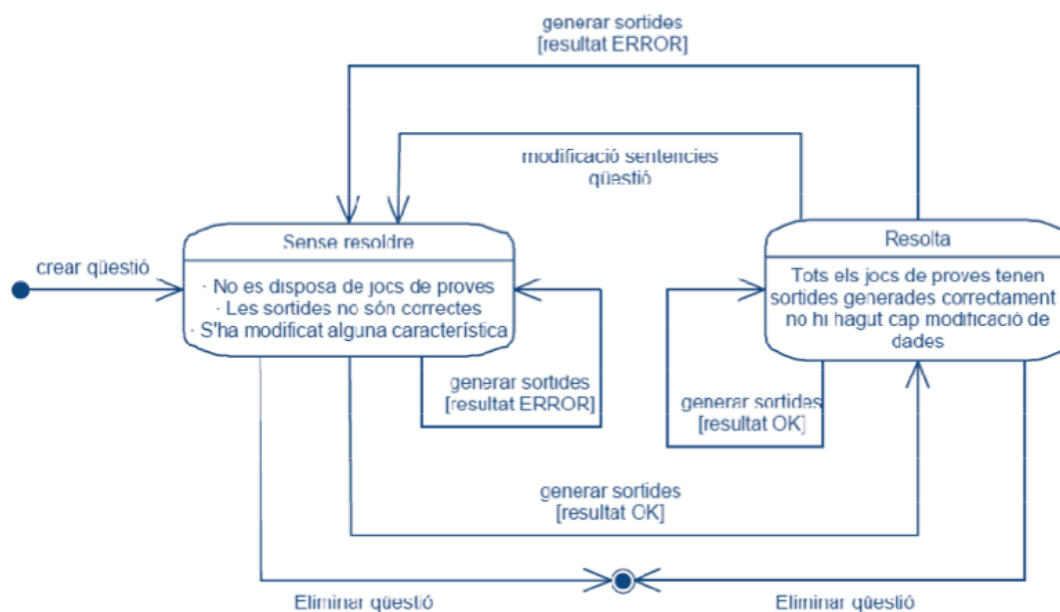 generar sortides
[resultat ERROR]
modificació sentencies
qüestió
Sense resoldre
Resolta
crear qüestió
· No es disposa de jocs de proves
· Les sortides no són correctes
· S'ha modificat alguna característica
Tots els jocs de proves tenen
sortides generades correctament
no hi hagut cap modificació de
dades
generar sortides
[resultat ERROR]
generar sortides
[resultat OK]
generar sortides
[resultat OK]
Eliminar qüestió
Eliminar qüestió